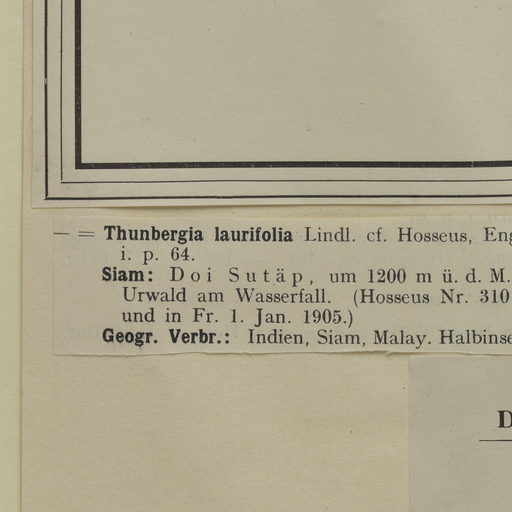 — = Thunbergia laurifolia Lindl. cf. Hosseus, Eng
i. p. 64.
Siam: Doi Sutäp, um 1200 m ü. d. M.
Urwald am Wasserfall. (Hosseus Nr. 310
und in Fr. 1. Jan. 1905.)
Geogr. Verbr.: Indien, Siam, Malay. Halbinse
D